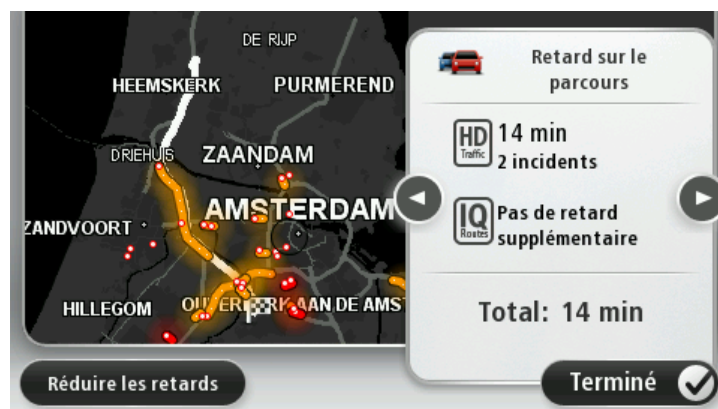 DE RIJP
HEEMSKERK
PURMEREND
DRIEHUIS
ZAANDAM
AMSTERDAM
ZANDVOORT
HILLEGOM
OUDERKERK AAN DE AMST
Retard sur le
parcours
HD
Traffic
14 min
2 incidents
IQ
Routes
Pas de retard
supplémentaire
Total: 14 min
Réduire les retards
Terminé